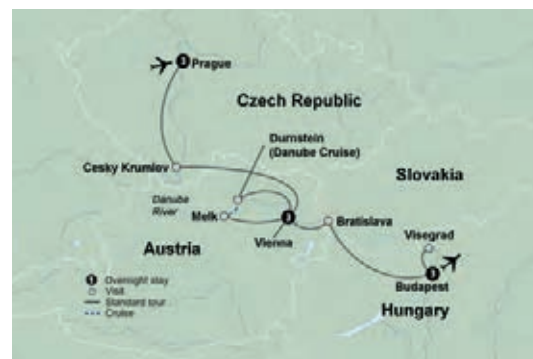 Prague
Czech Republic
Durnstein
(Danube Cruise)
Cesky Krumlov
Slovakia
Danube
River
Melk
Bratislava
Visegrad
Vienna
Austria
Budapest
Hungary
1 Overnight stay
Visit
Standard tour
Cruise